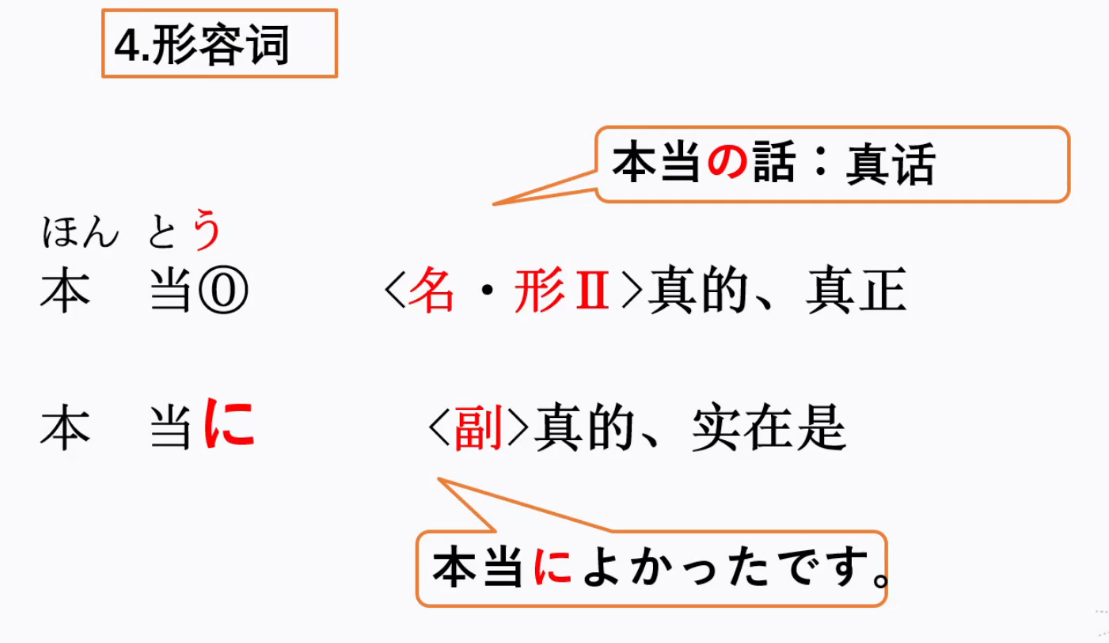 4.形容词
本当の話：真话
ほん とう
本 当⓪ <名・形Ⅱ>真的、真正
本 当に <副>真的、实在是
本当によかったです。